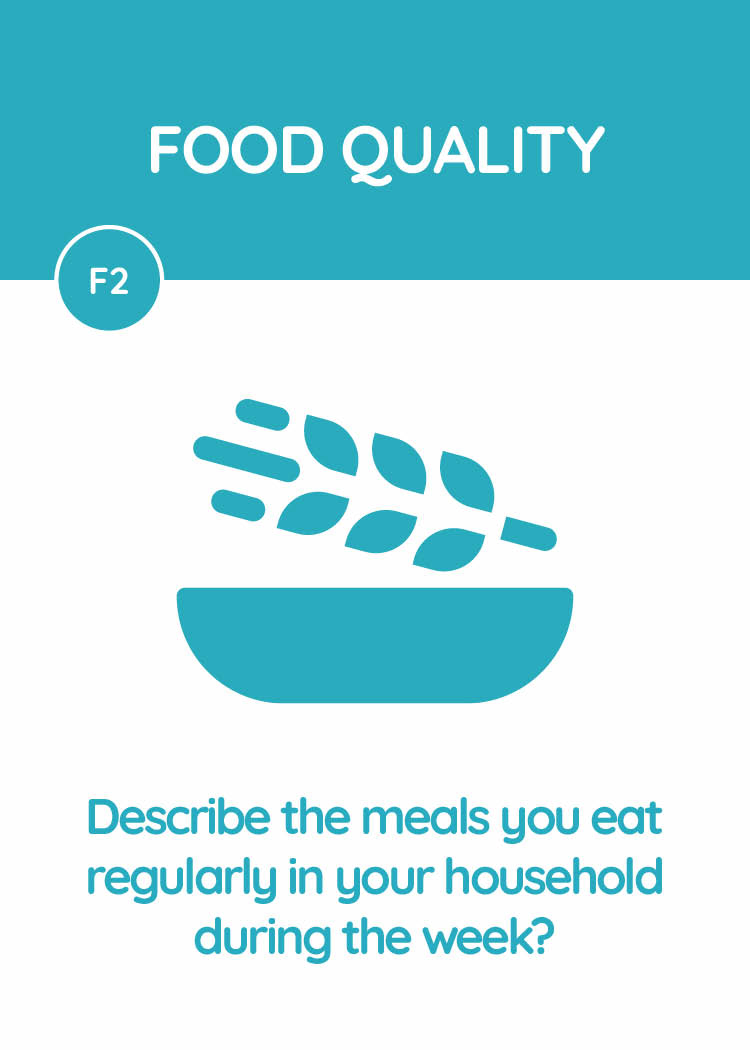 FOOD QUALITY
F2
Describe the meals you eat
regularly in your household
during the week?